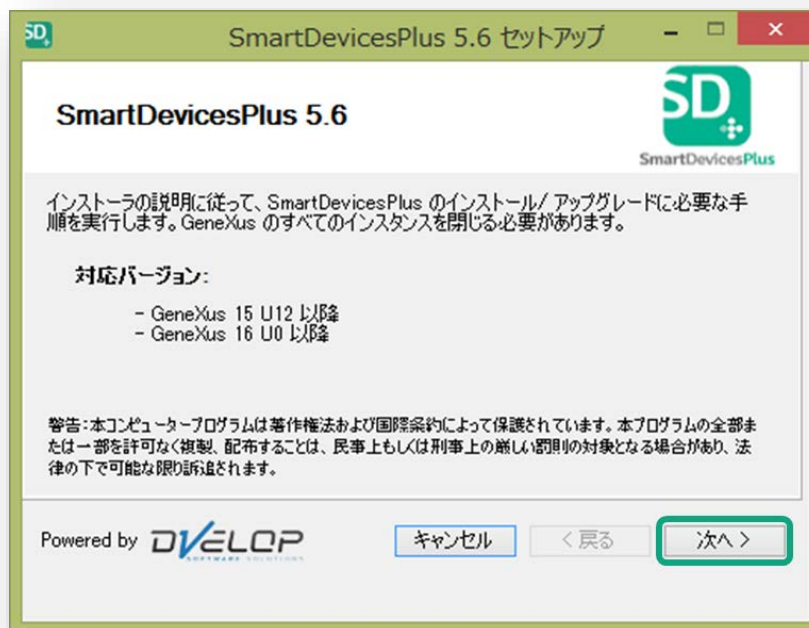 SD
SmartDevicesPlus 5.6 セットアップ
SmartDevicesPlus 5.6
SD
SmartDevicesPlus
インストーラの説明に従って、SmartDevicesPlus のインストール/ アップグレードに必要な手
順を実行します。GeneXus のすべてのインスタンスを閉じる必要があります。
対応バージョン:
- GeneXus 15 U12 以降
- GeneXus 16 U0 以降
警告:本コンピュータープログラムは著作権法および国際条約によって保護されています。本プログラムの全部ま
たは一部を許可なく複製、配布することは、民事上もしくは刑事上の厳しい罰則の対象となる場合があり、法
律の下で可能な限り訴追されます。
Powered by DVELOP
SOFTWARE SOLUTIONS
キャンセル
< 戻る
次へ >